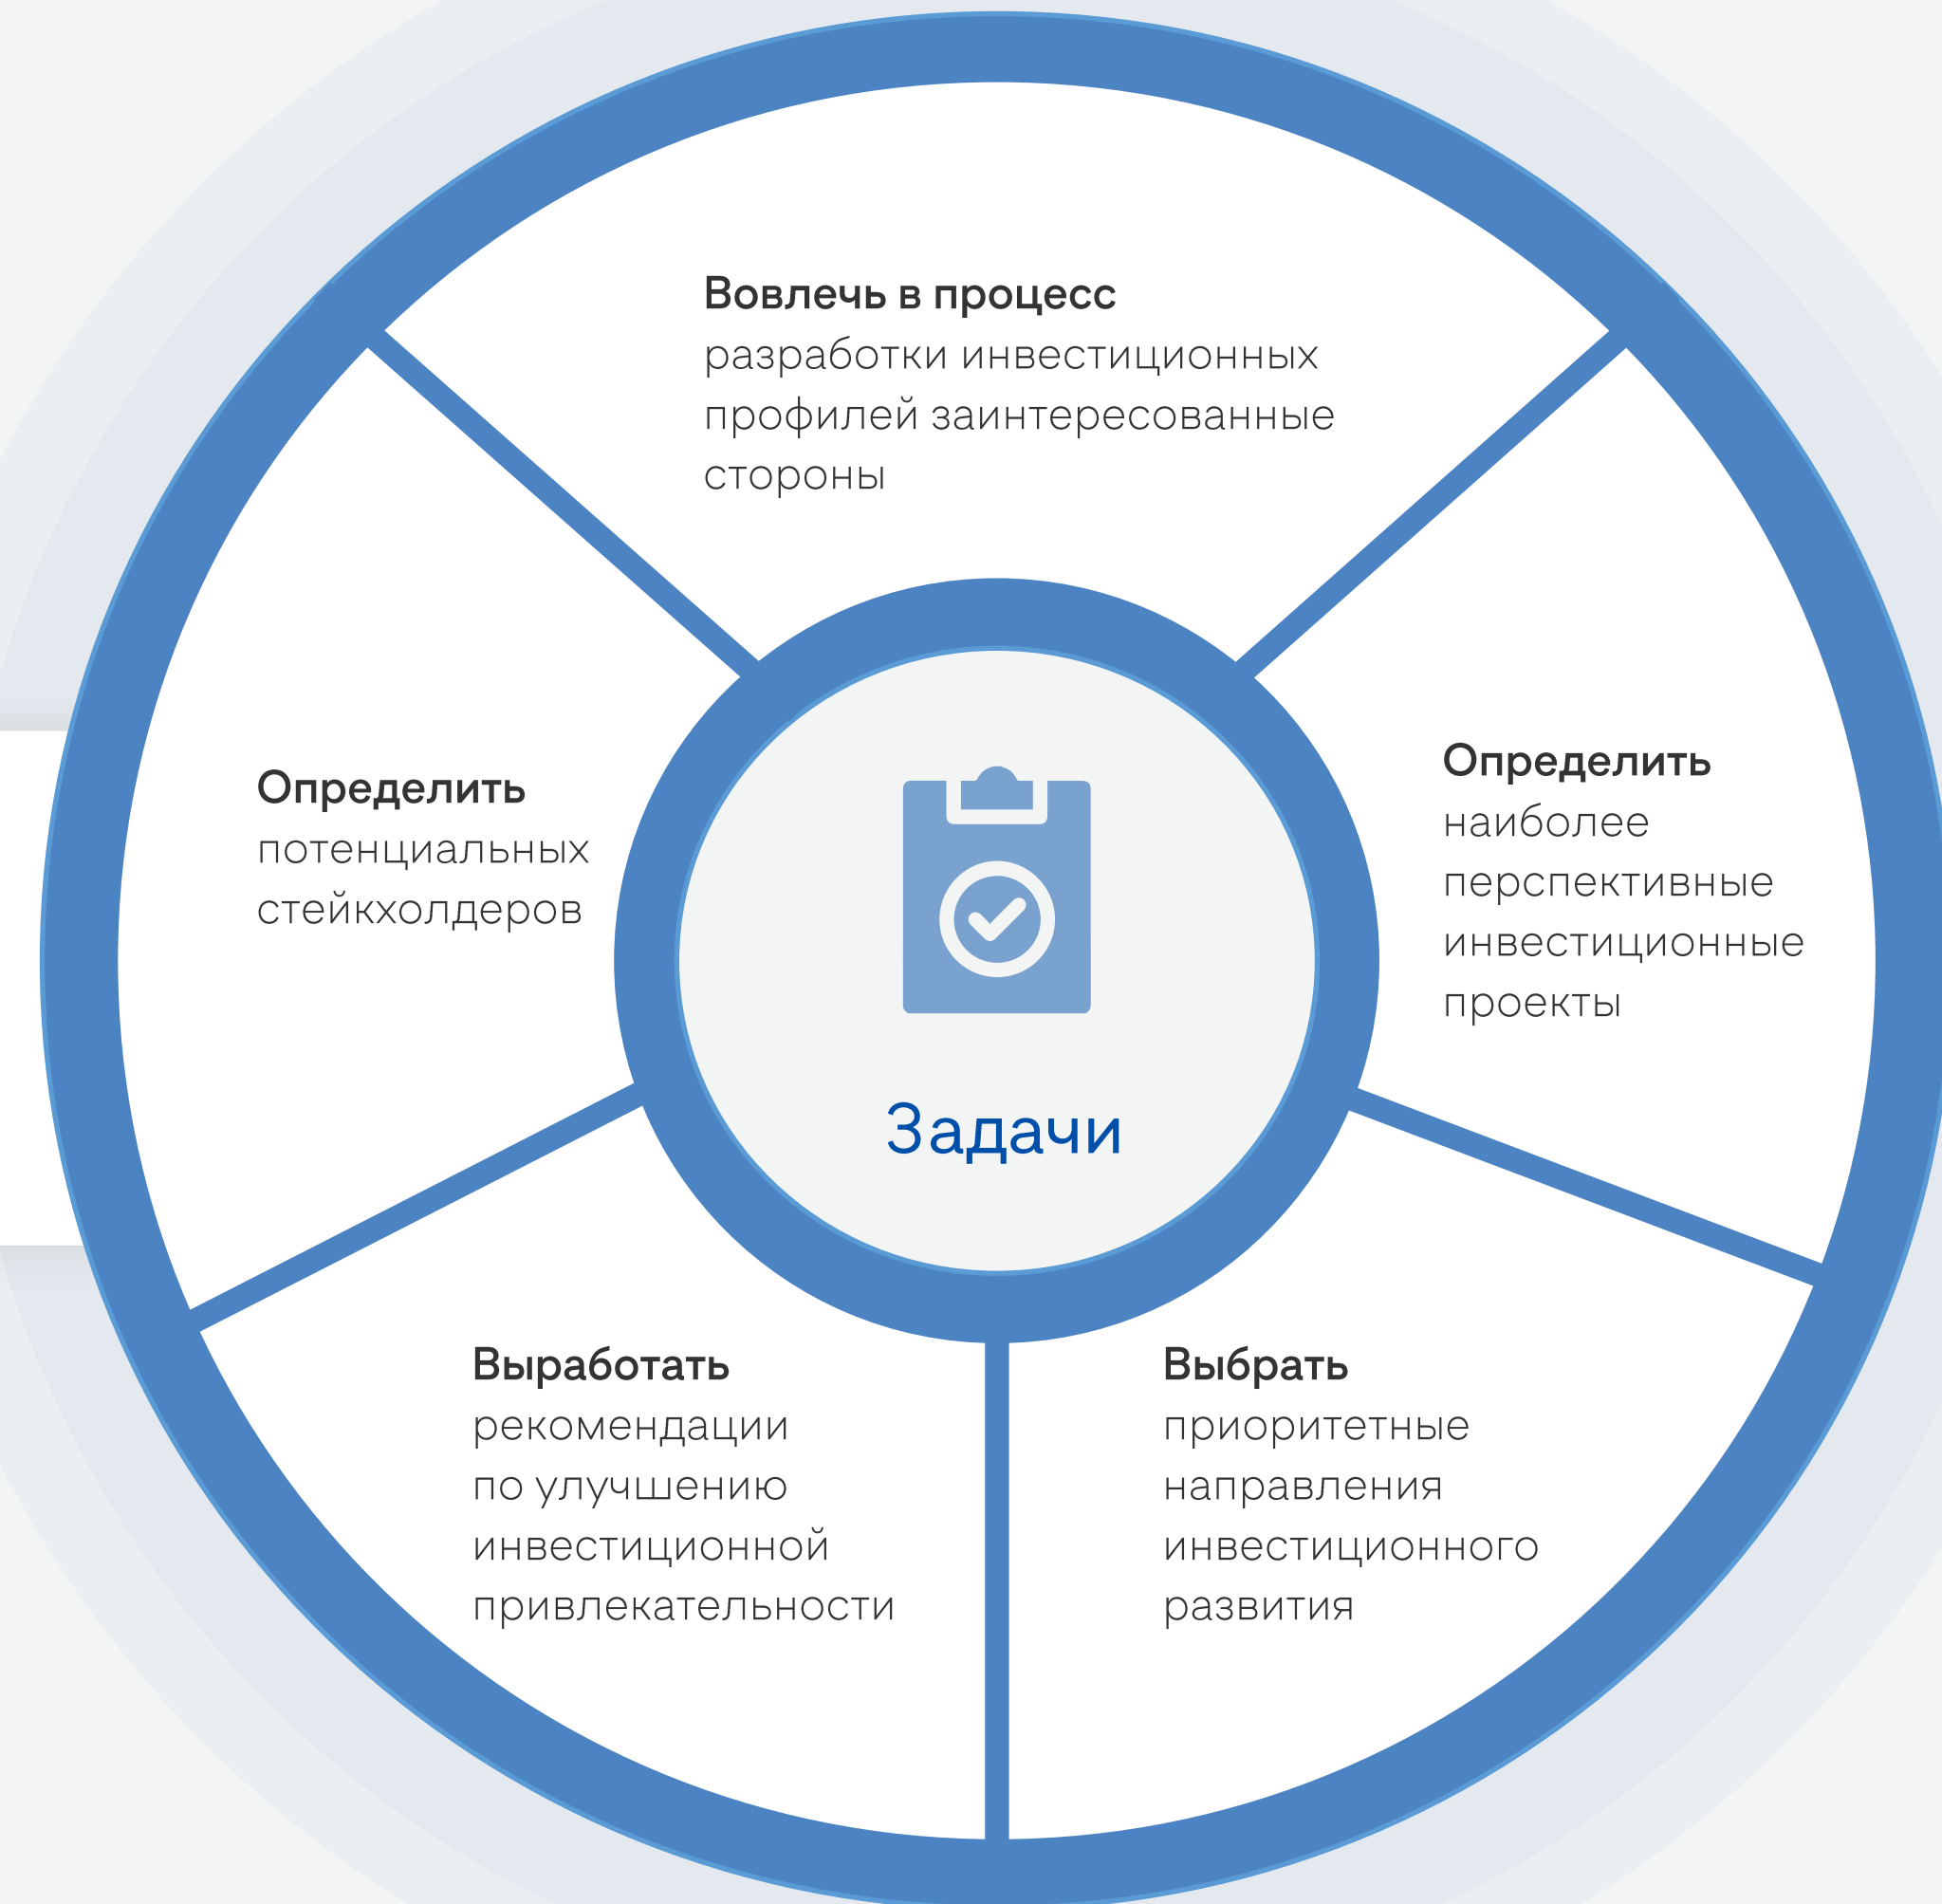 Вовлечь в процесс
разработки инвестиционных
профилей заинтересованные
стороны
Определить
потенциальных
стейкхолдеров
Определить
наиболее
перспективные
инвестиционные
проекты
Задачи
Выработать
рекомендации
по улучшению
инвестиционной
привлекательности
Выбрать
приоритетные
направления
инвестиционного
развития